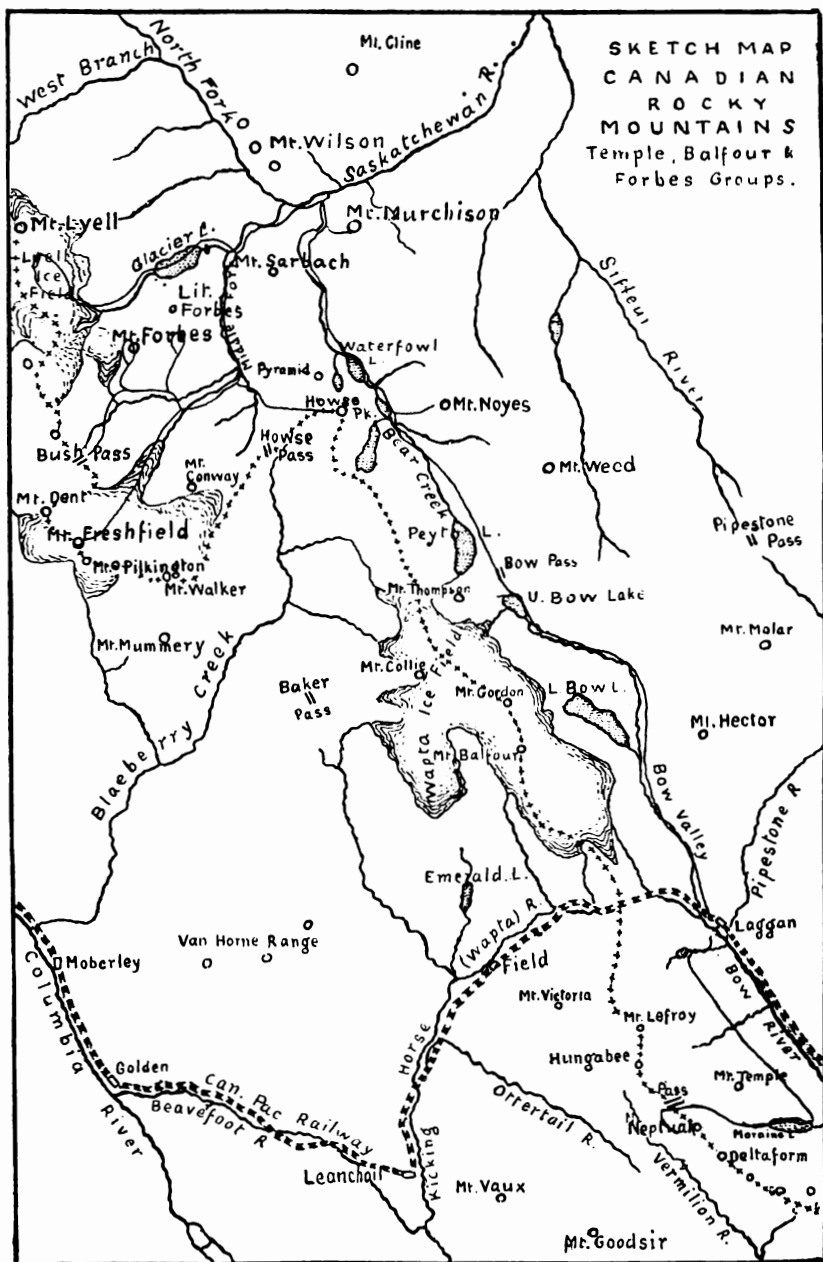 SKETCH MAP
CANADIAN
ROCKY
MOUNTAINS
Temple, Balfour &
Forbes Groups.
West Branch
North Fork
Mt. Cline
Mt. Wilson
Saskatchewan R.
Mt. Lyell
Mt. Murchison
Lyell
Ice
Field
Glacier L.
Mt. Sarbach
Siffleur River
Lit.
Forbes
Mt. Forbes
Middle Fork
Waterfowl
L.
Pyramid
Howse
Pk.
Mt. Noyes
Bush Pass
Howse
Pass
Mt.
Conway
Bear Creek
Mt. Weed
Mt. Dent
Mt. Freshfield
Peyto L.
Pipestone
Pass
Mt. Pilkington
Mt. Walker
Bow Pass
Mt. Thompson
U. Bow Lake
Mt. Mummery
Mt. Molar
Blaeberry Creek
Mt. Collie
Wapta Ice Field
Baker
Pass
Mt. Gordon
L. Bow L.
Mt. Hector
Mt. Balfour
Bow Valley
Pipestone R
Emerald L.
(Wapta) R.
Laggan
Van Horne Range
Moberley
Field
Columbia
River
Mt. Victoria
Bow
River
Mt. Lefroy
Golden
Can. Pac Railway
Beavefoot R
Kicking
Horse
Hungabee
Pass
Mt. Temple
Ottertail R.
Neptuak
Moraine L
Deltaform
Leanchoil
Mt. Vaux
Vermilion R.
Mt. Goodsir